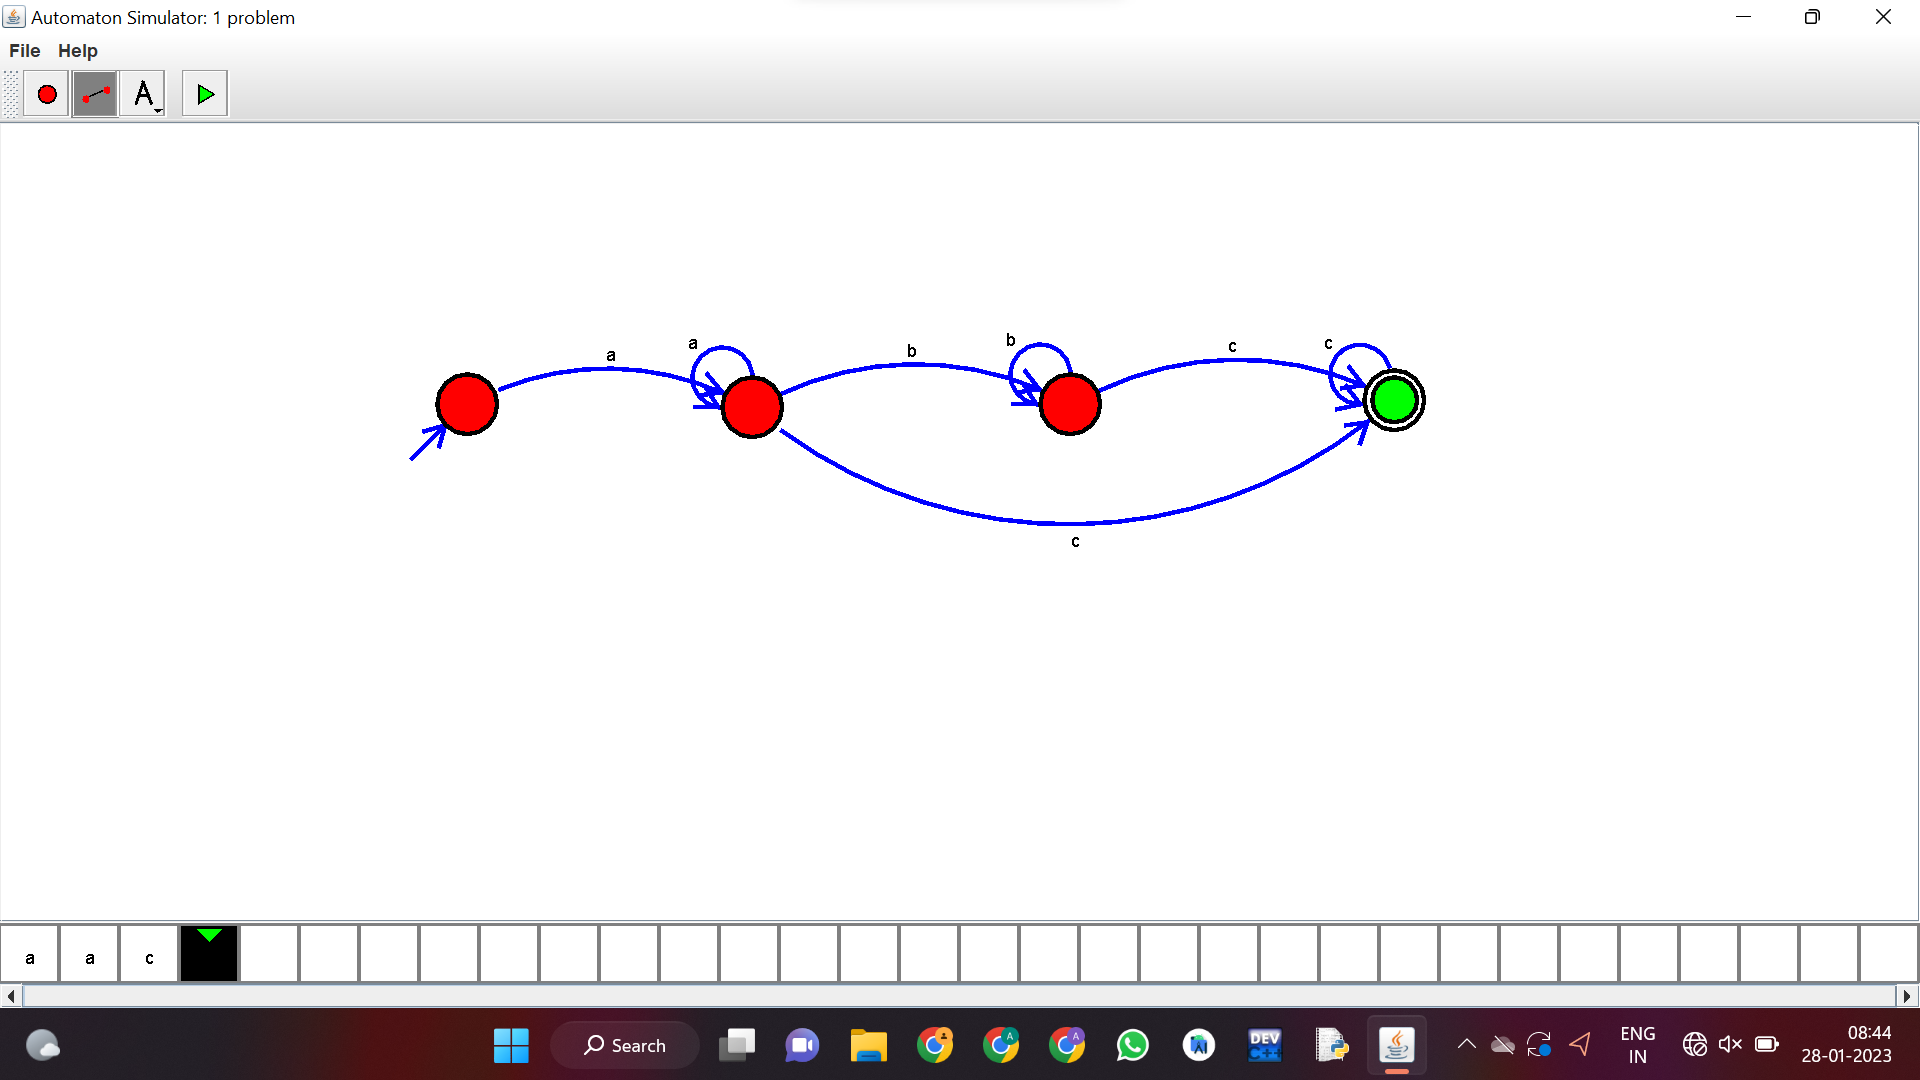 Automaton Simulator: 1 problem
File Help
A
a
a
b
b
c
c
c
a a c
Search
DEV C++
A
A
ENG
IN
08:44
28-01-2023